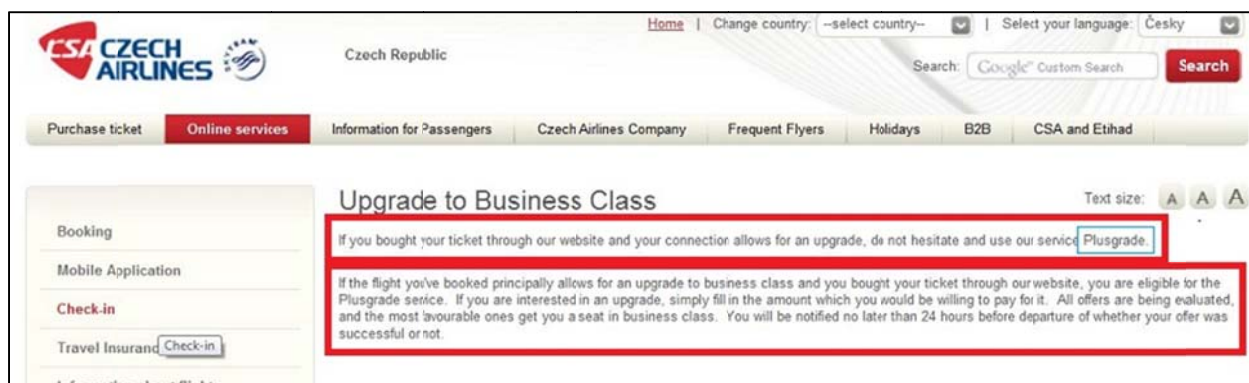 Home | Change country: --select country-- | Select your language: Česky
CSA CZECH AIRLINES
Czech Republic
Search: Google™ Custom Search Search
Purchase ticket Online services Information for Passengers Czech Airlines Company Frequent Flyers Holidays B2B CSA and Etihad
Upgrade to Business Class
Text size: A A A
Booking
Mobile Application
Check-in
Travel Insuranc Check-in
If you bought your ticket through our website and your connection allows for an upgrade, do not hesitate and use our service Plusgrade.
If the flight you've booked principally allows for an upgrade to business class and you bought your ticket through our website, you are eligible for the
Plusgrade service. If you are interested in an upgrade, simply fill in the amount which you would be willing to pay for it. All offers are being evaluated,
and the most favourable ones get you a seat in business class. You will be notified no later than 24 hours before departure of whether your offer was
successful or not.